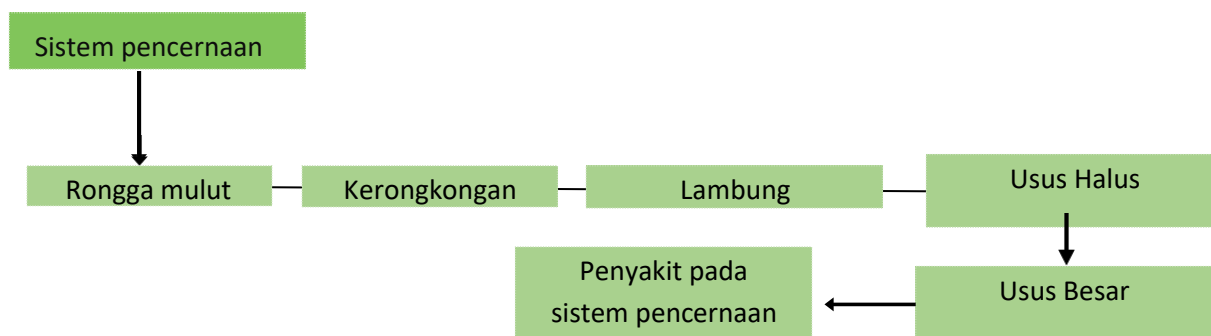 Sistem pencernaan
Rongga mulut
Kerongkongan
Lambung
Usus Halus
Usus Besar
Penyakit pada
sistem pencernaan